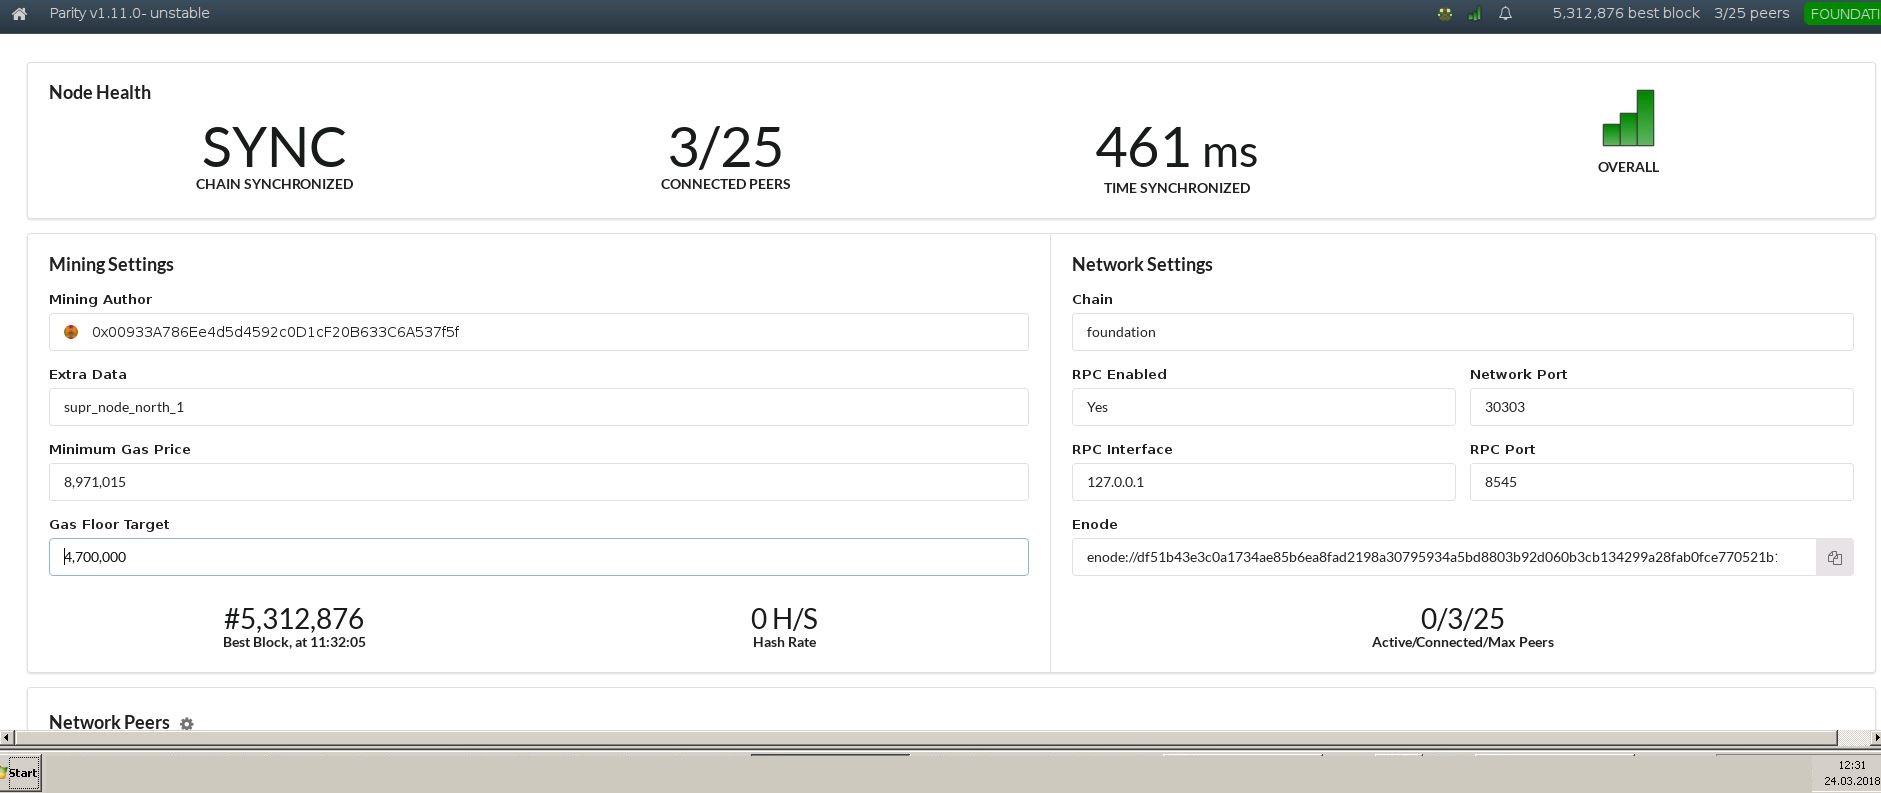 Parity v1.11.0- unstable
5,312,876 best block 3/25 peers FOUNDATI
Node Health
SYNC
CHAIN SYNCHRONIZED
3/25
CONNECTED PEERS
461 ms
TIME SYNCHRONIZED
OVERALL
Mining Settings
Mining Author
0x00933A786Ee4d5d4592c0D1cF20B633C6A537f5f
Extra Data
supr_node_north_1
Minimum Gas Price
8,971,015
Gas Floor Target
4,700,000
#5,312,876
Best Block, at 11:32:05
0 H/S
Hash Rate
Network Settings
Chain
foundation
RPC Enabled
Yes
Network Port
30303
RPC Interface
127.0.0.1
RPC Port
8545
Enode
enode://df51b43e3c0a1734ae85b6ea8fad2198a30795934a5bd8803b92d060b3cb134299a28fab0fce770521b:
0/3/25
Active/Connected/Max Peers
Network Peers
Start
12:31
24.03.2018